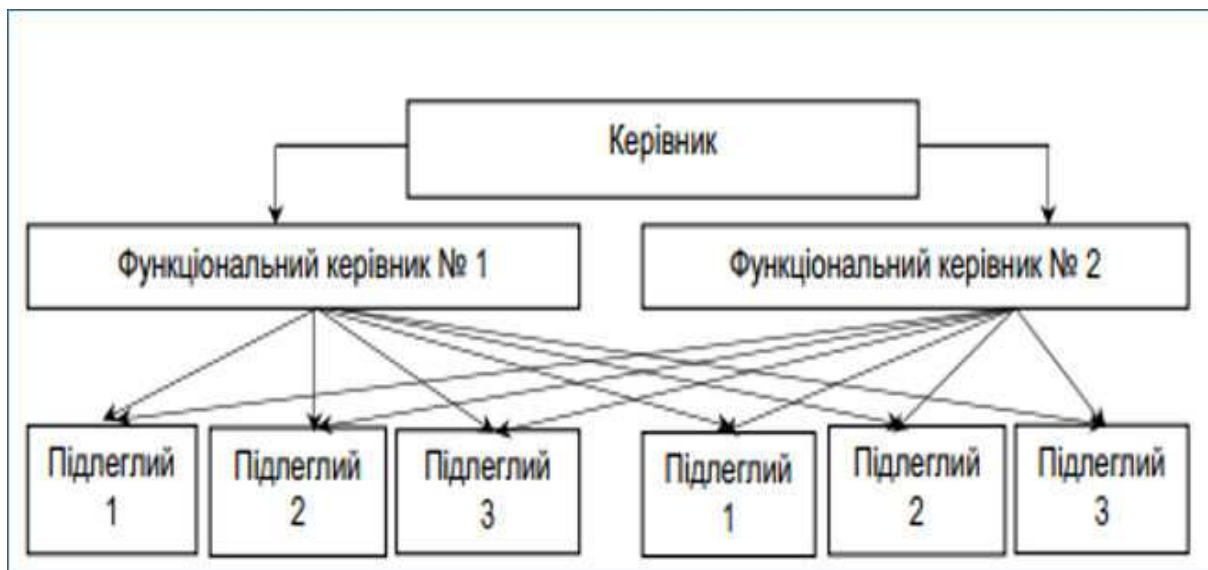 Керівник
Функціональний керівник № 1
Функціональний керівник № 2
Підлеглий
1
Підлеглий
2
Підлеглий
3
Підлеглий
1
Підлеглий
2
Підлеглий
3